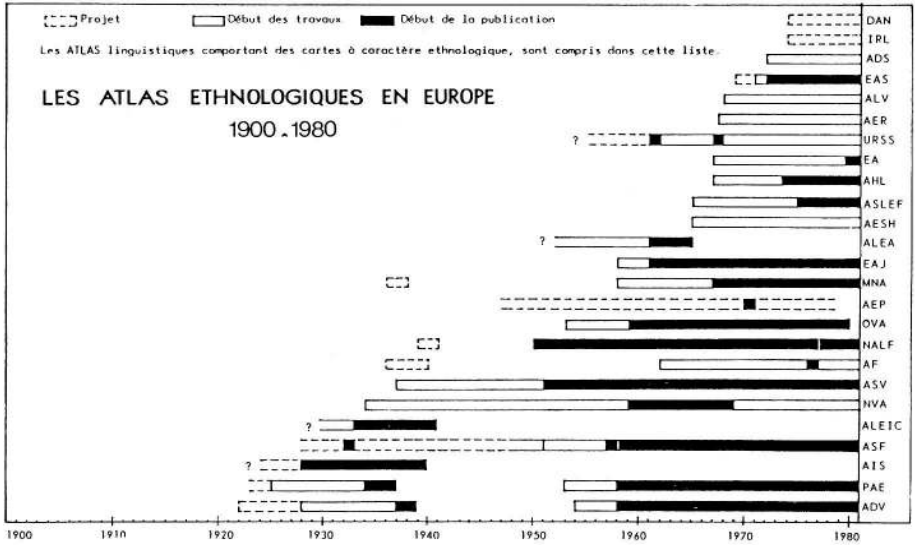 Projet Début des travaux Début de la publication
Les ATLAS linguistiques comportant des cartes à caractère ethnologique, sont compris dans cette liste.
LES ATLAS ETHNOLOGIQUES EN EUROPE
1900 - 1980
DAN
IRL
ADS
EAS
ALV
AER
? URSS
EA
AHL
ASLEF
AESH
? ALEA
EAJ
MNA
AEP
OVA
NALF
AF
ASV
NVA
? ALEIC
ASF
? AIS
PAE
ADV
1900 1910 1920 1930 1940 1950 1960 1970 1980